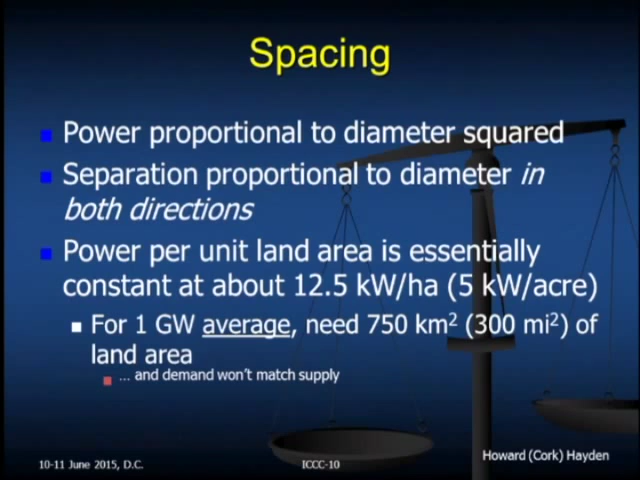 Spacing
Power proportional to diameter squared
Separation proportional to diameter in
both directions
Power per unit land area is essentially
constant at about 12.5 kW/ha (5 kW/acre)
For 1 GW average, need 750 km² (300 mi²) of
land area
... and demand won't match supply
10-11 June 2015, D.C.
ICCC-10
Howard (Cork) Hayden